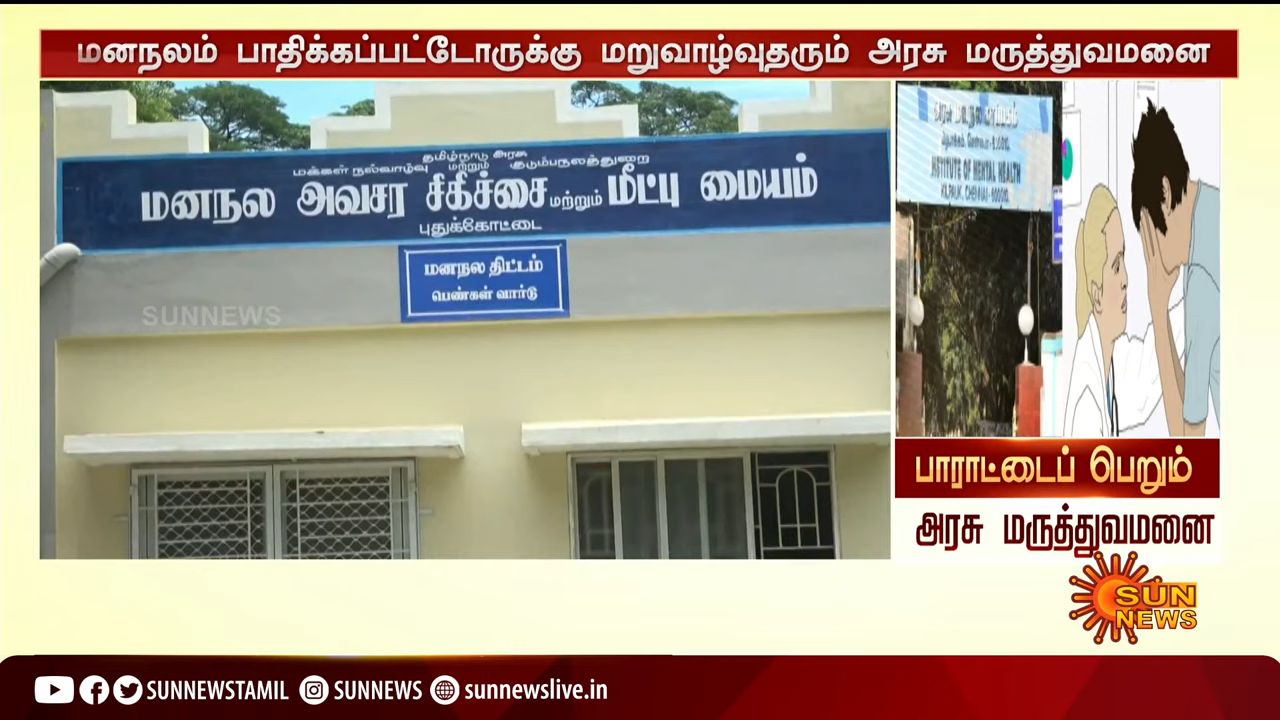 மனநலம் பாதிக்கப்பட்டோருக்கு மறுவாழ்வுதரும் அரசு மருத்துவமனை
தமிழ்நாடு அரசு
மக்கள் நல்வாழ்வு மற்றும் குடும்பநலத்துறை
மனநல அவசர சிகிச்சை மற்றும் மீட்பு மையம்
புதுக்கோட்டை
மனநல திட்டம்
பெண்கள் வார்டு
SUNNEWS
INSTITUTE OF MENTAL HEALTH
பாராட்டைப் பெறும்
அரசு மருத்துவமனை
SUN
NEWS
SUNNEWSTAMIL SUNNEWS sunnewslive.in